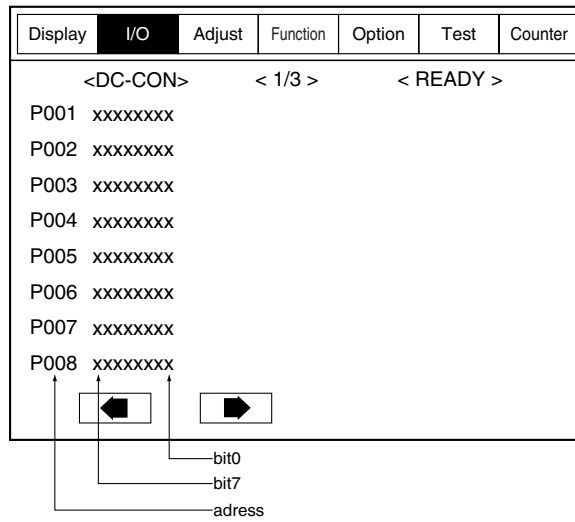 Display I/O Adjust Function Option Test Counter
<DC-CON> < 1/3 > < READY >
P001 xxxxxxxx
P002 xxxxxxxx
P003 xxxxxxxx
P004 xxxxxxxx
P005 xxxxxxxx
P006 xxxxxxxx
P007 xxxxxxxx
P008 xxxxxxxx
bit0
bit7
adress